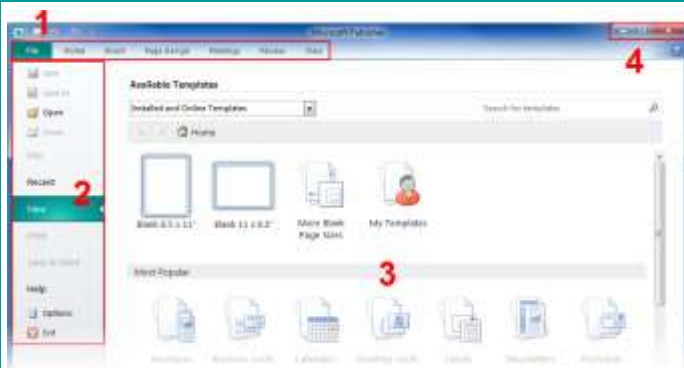 1
Microsoft Publisher
4
File Home Insert Page Design Mailings Review View
Save
Save As
Open
Close
Info
Recent
New
2
Print
Save & Send
Help
Options
Exit
Available Templates
Installed and Online Templates
Search for templates
Home
Blank 8.5 x 11"
Blank 11 x 8.5"
More Blank
Page Sizes
My Templates
3
Most Popular
Brochures
Business Cards
Calendars
Greeting Cards
Labels
Newsletters
Postcards